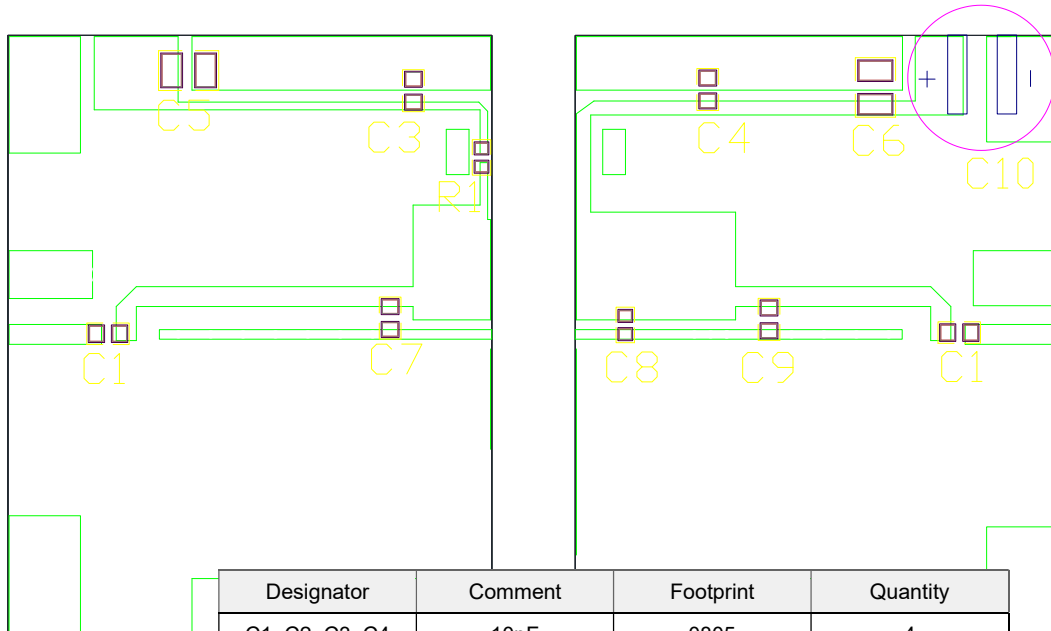 C5
C3
R1
C4
C6
+
-
C10
C1
C7
C8
C9
C1
Designator Comment Footprint Quantity